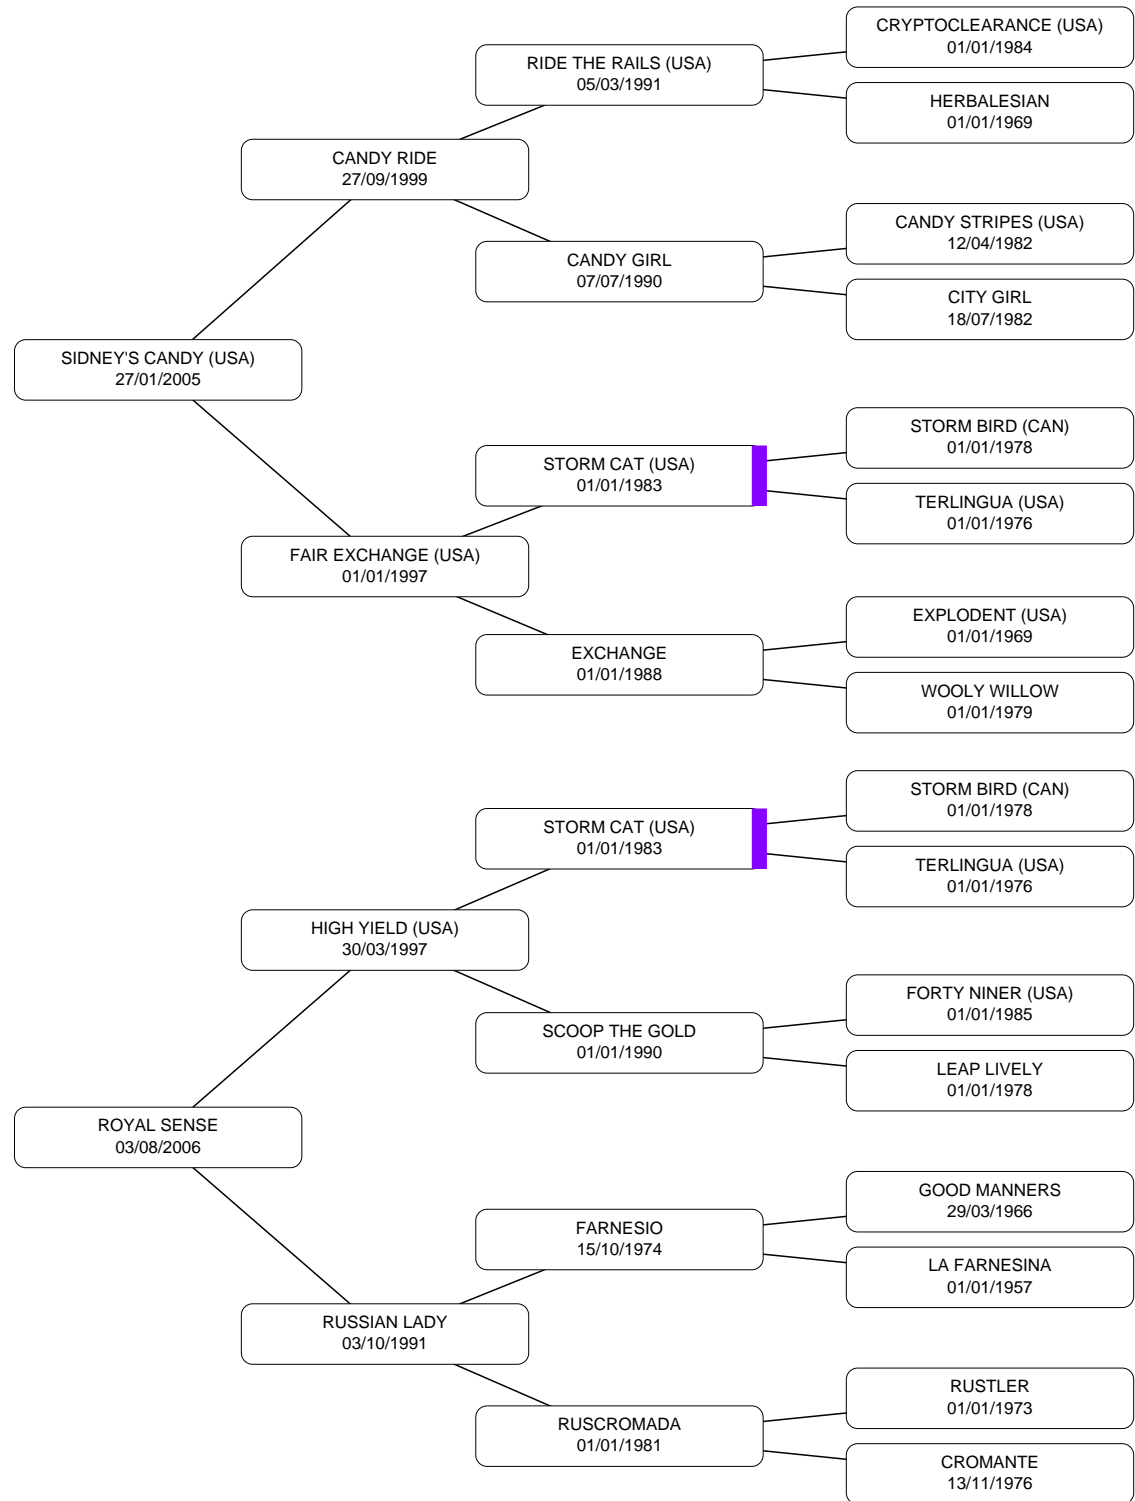 CRYPTOCLEARANCE (USA)
01/01/1984
RIDE THE RAILS (USA)
05/03/1991
HERBALESIAN
01/01/1969
CANDY RIDE
27/09/1999
CANDY STRIPES (USA)
12/04/1982
CANDY GIRL
07/07/1990
CITY GIRL
18/07/1982
SIDNEY'S CANDY (USA)
27/01/2005
STORM BIRD (CAN)
01/01/1978
STORM CAT (USA)
01/01/1983
TERLINGUA (USA)
01/01/1976
FAIR EXCHANGE (USA)
01/01/1997
EXPLODENT (USA)
01/01/1969
EXCHANGE
01/01/1988
WOOLY WILLOW
01/01/1979
STORM BIRD (CAN)
01/01/1978
STORM CAT (USA)
01/01/1983
TERLINGUA (USA)
01/01/1976
HIGH YIELD (USA)
30/03/1997
FORTY NINER (USA)
01/01/1985
SCOOP THE GOLD
01/01/1990
LEAP LIVELY
01/01/1978
ROYAL SENSE
03/08/2006
GOOD MANNERS
29/03/1966
FARNESIO
15/10/1974
LA FARNESINA
01/01/1957
RUSSIAN LADY
03/10/1991
RUSTLER
01/01/1973
RUSCROMADA
01/01/1981
CROMANTE
13/11/1976